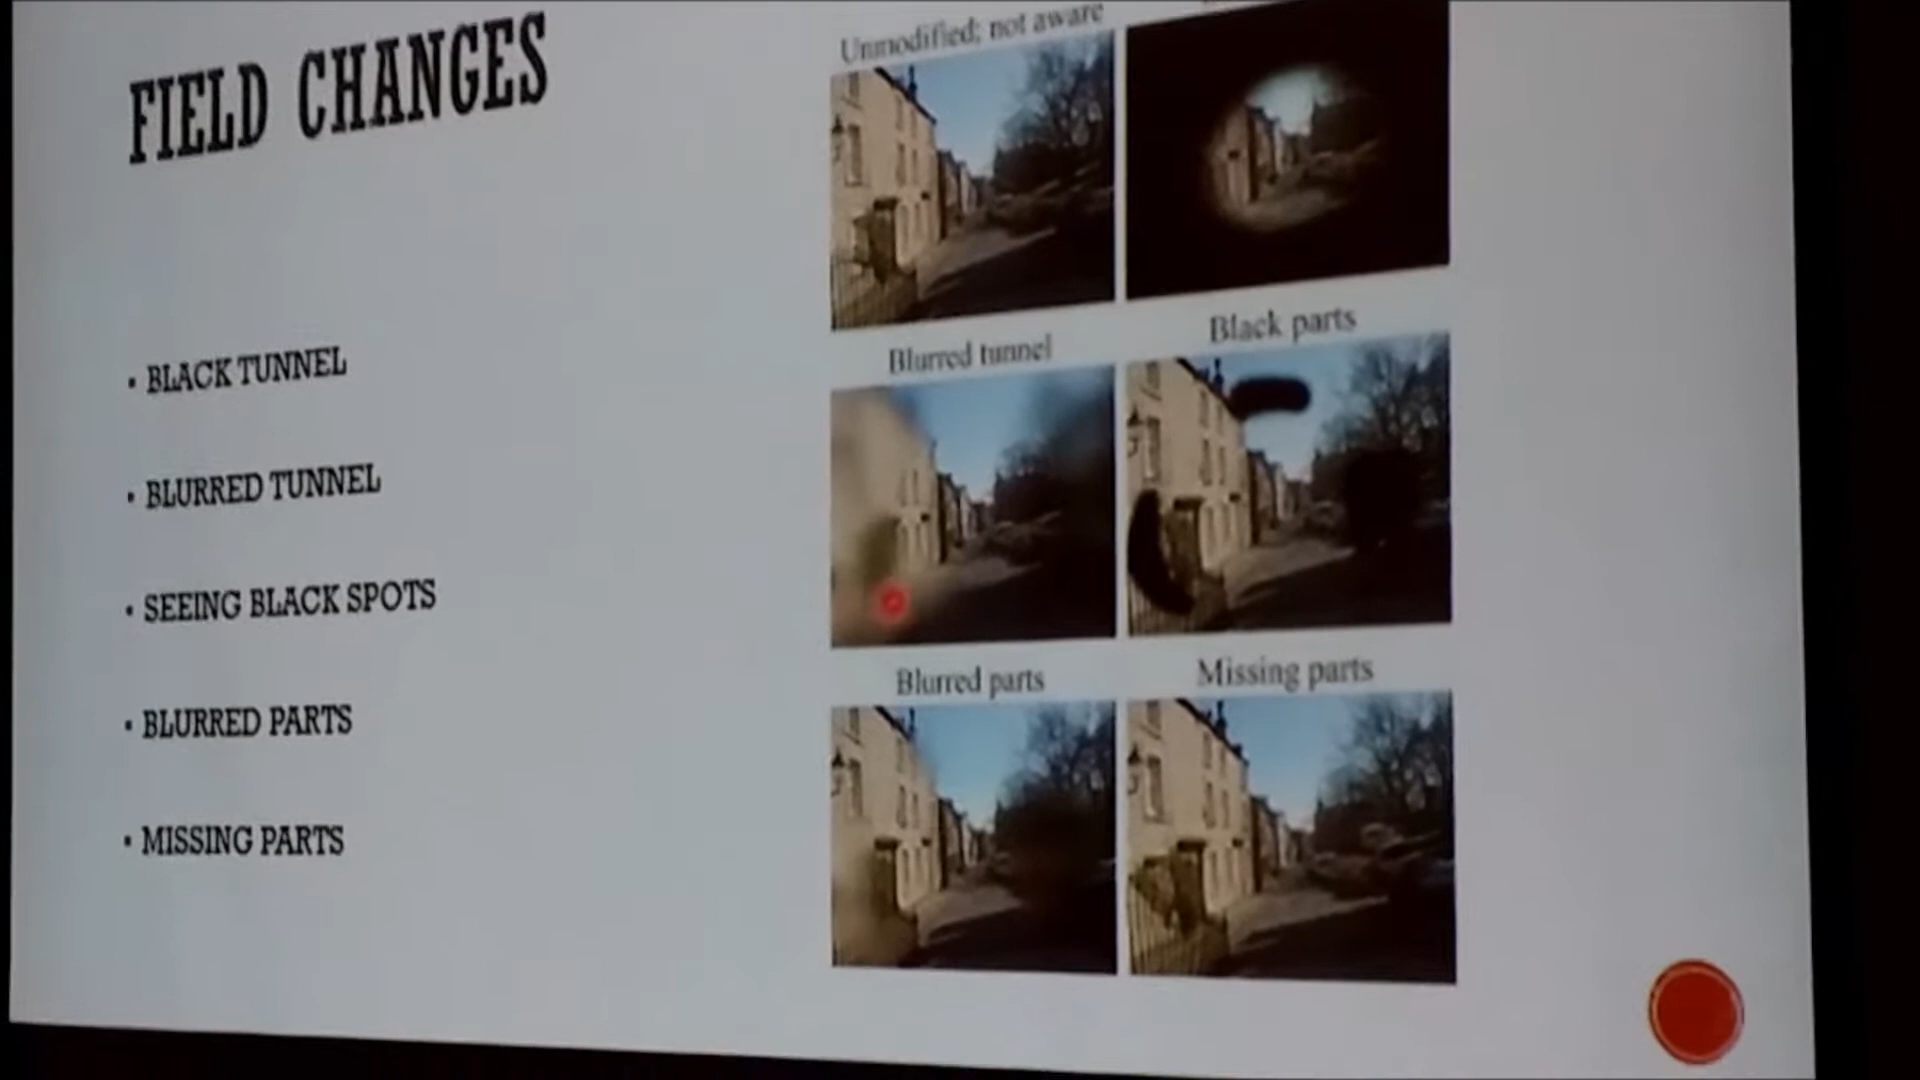 FIELD CHANGES
• BLACK TUNNEL
• BLURRED TUNNEL
• SEEING BLACK SPOTS
• BLURRED PARTS
• MISSING PARTS
Unmodified; not aware
Blurred tunnel
Black parts
Blurred parts
Missing parts